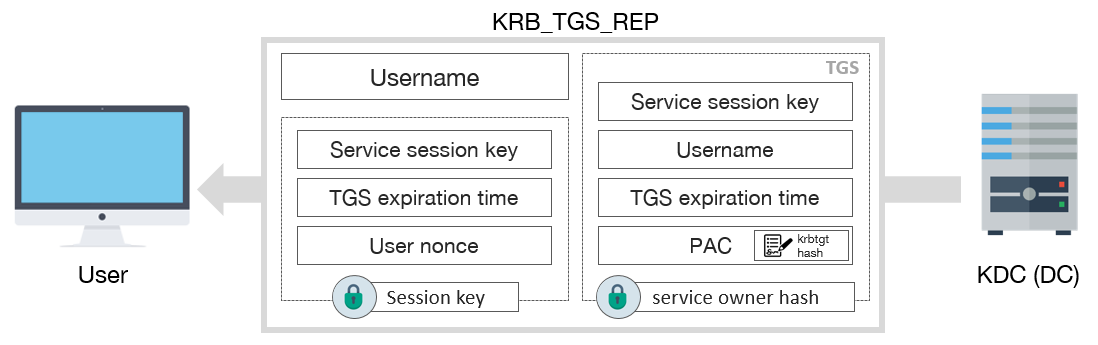 KRB_TGS_REP
Username
Service session key
TGS expiration time
User nonce
Session key
TGS
Service session key
Username
TGS expiration time
PAC
krbtgt
hash
service owner hash
User
KDC (DC)